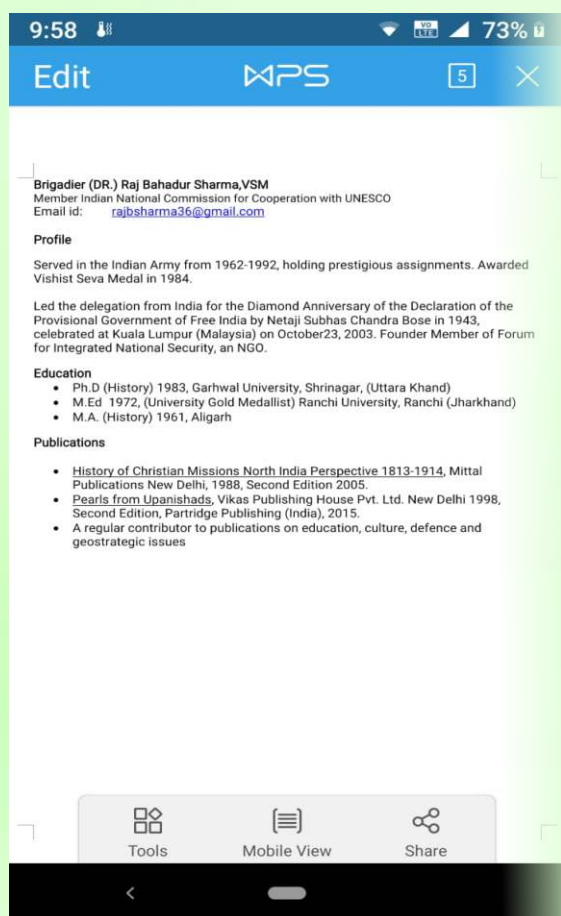 9:58 VO LTE 73%
Edit WPS 5
Brigadier (DR.) Raj Bahadur Sharma,VSM
Member Indian National Commission for Cooperation with UNESCO
Email id: rajbsharma36@gmail.com
Profile
Served in the Indian Army from 1962-1992, holding prestigious assignments. Awarded
Vishist Seva Medal in 1984.
Led the delegation from India for the Diamond Anniversary of the Declaration of the
Provisional Government of Free India by Netaji Subhas Chandra Bose in 1943,
celebrated at Kuala Lumpur (Malaysia) on October23, 2003. Founder Member of Forum
for Integrated National Security, an NGO.
Education
• Ph.D (History) 1983, Garhwal University, Shrinagar, (Uttara Khand)
• M.Ed 1972, (University Gold Medallist) Ranchi University, Ranchi (Jharkhand)
• M.A. (History) 1961, Aligarh
Publications
• History of Christian Missions North India Perspective 1813-1914, Mittal
Publications New Delhi, 1988, Second Edition 2005.
• Pearls from Upanishads, Vikas Publishing House Pvt. Ltd. New Delhi 1998,
Second Edition, Partridge Publishing (India), 2015.
• A regular contributor to publications on education, culture, defence and
geostrategic issues
Tools Mobile View Share